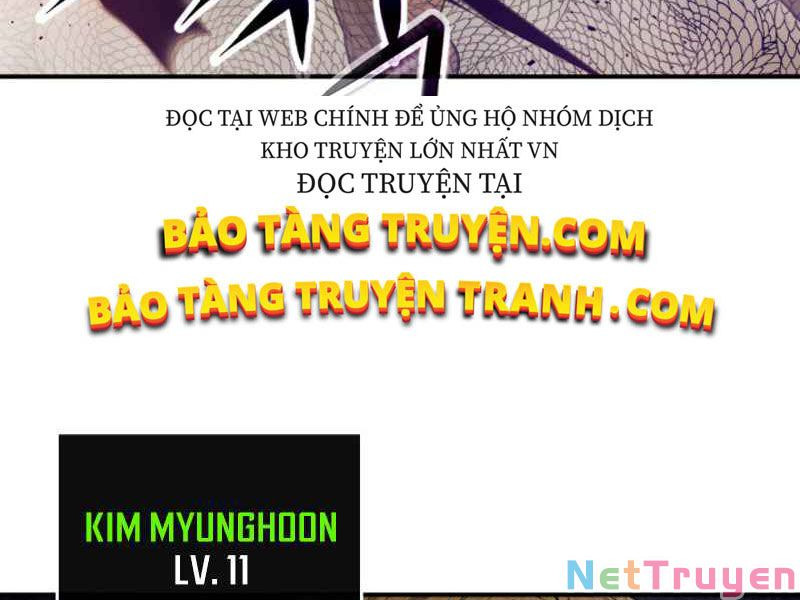 ĐỌC TẠI WEB CHÍNH ĐỂ ỦNG HỘ NHÓM DỊCH
KHO TRUYỆN LỚN NHẤT VN
ĐỌC TRUYỆN TẠI
BẢO TÀNG TRUYỆN.COM
BẢO TÀNG TRUYỆN TRANH.COM
KIM MYUNGHOON
LV. 11
NetTruyen